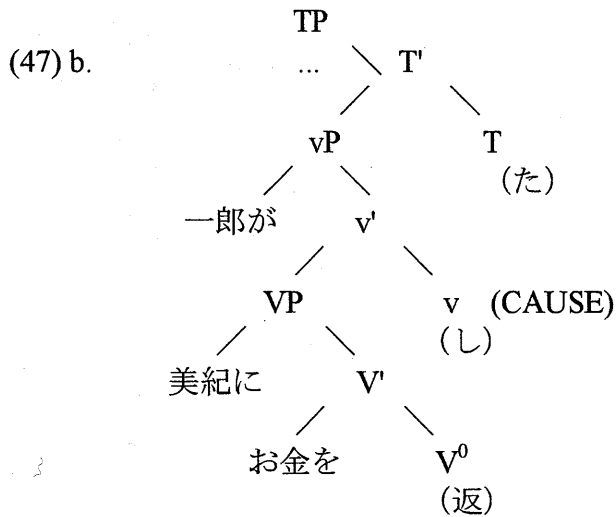 TP
(47) b. ... T'
vP T
(た)
一郎が v'
VP v (CAUSE)
(し)
美紀に V'
お金を V⁰
(返)